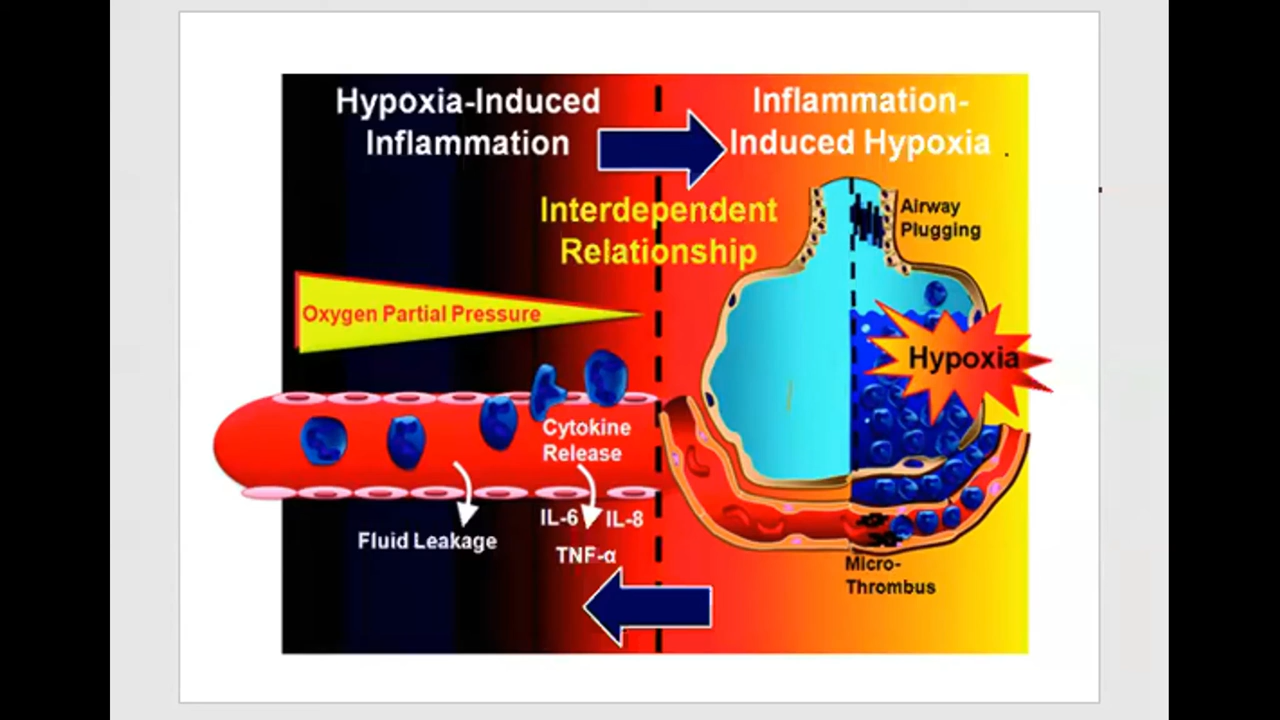 Hypoxia-Induced
Inflammation
Inflammation-
Induced Hypoxia
Interdependent
Relationship
Airway
Plugging
Oxygen Partial Pressure
Hypoxia
Cytokine
Release
IL-6 IL-8
TNF-α
Fluid Leakage
Micro-
Thrombus